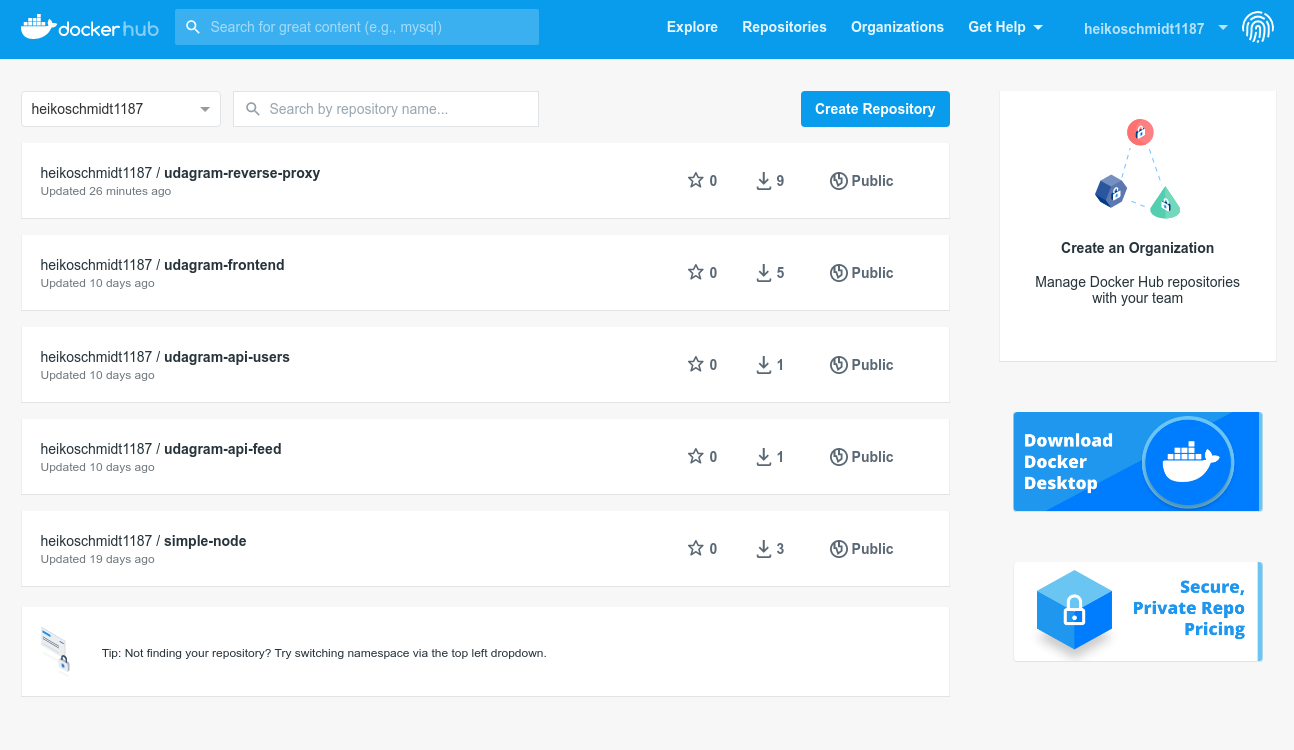 docker hub
Search for great content (e.g., mysql)
Explore
Repositories
Organizations
Get Help
heikoschmidt1187
heikoschmidt1187
Search by repository name...
Create Repository
heikoschmidt1187 / udagram-reverse-proxy
Updated 26 minutes ago
0
9
Public
heikoschmidt1187 / udagram-frontend
Updated 10 days ago
0
5
Public
heikoschmidt1187 / udagram-api-users
Updated 10 days ago
0
1
Public
heikoschmidt1187 / udagram-api-feed
Updated 10 days ago
0
1
Public
heikoschmidt1187 / simple-node
Updated 19 days ago
0
3
Public
Tip: Not finding your repository? Try switching namespace via the top left dropdown.
Create an Organization
Manage Docker Hub repositories
with your team
Download
Docker
Desktop
Secure,
Private Repo
Pricing